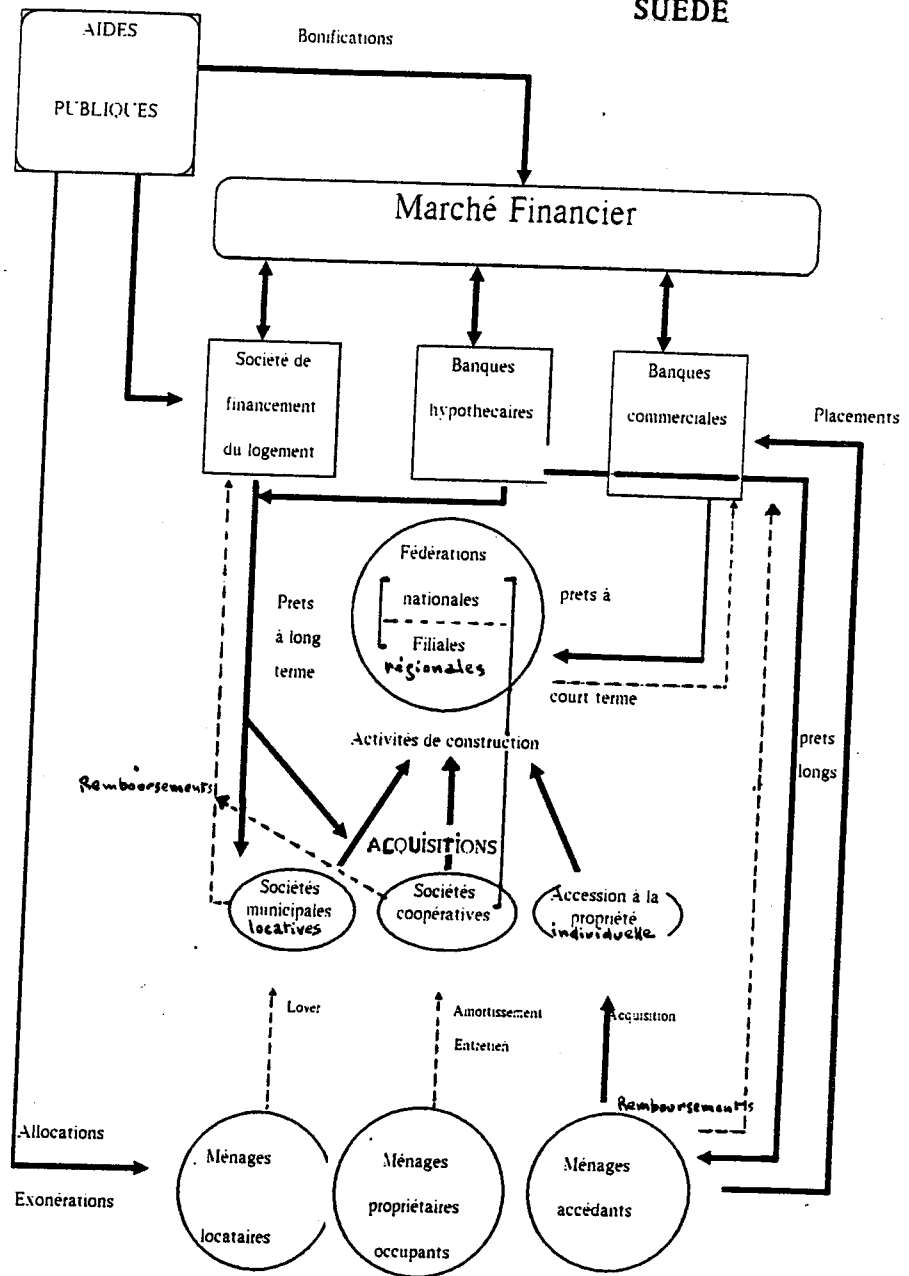 SUEDE
AIDES
PUBLIQUES
Bonifications
Marché Financier
Société de
financement
du logement
Banques
hypothecaires
Banques
commerciales
Placements
Fédérations
nationales
Filiales
régionales
Prets
à long
terme
prets à
court terme
Activités de construction
prets
longs
Remboursements
ACQUISITIONS
Sociétés
municipales
locatives
Sociétés
coopératives
Accession à la
propriété
individuelle
Loyer
Amortissement
Entretien
Acquisition
Remboursements
Allocations
Exonérations
Ménages
locataires
Ménages
propriétaires
occupants
Ménages
accédants